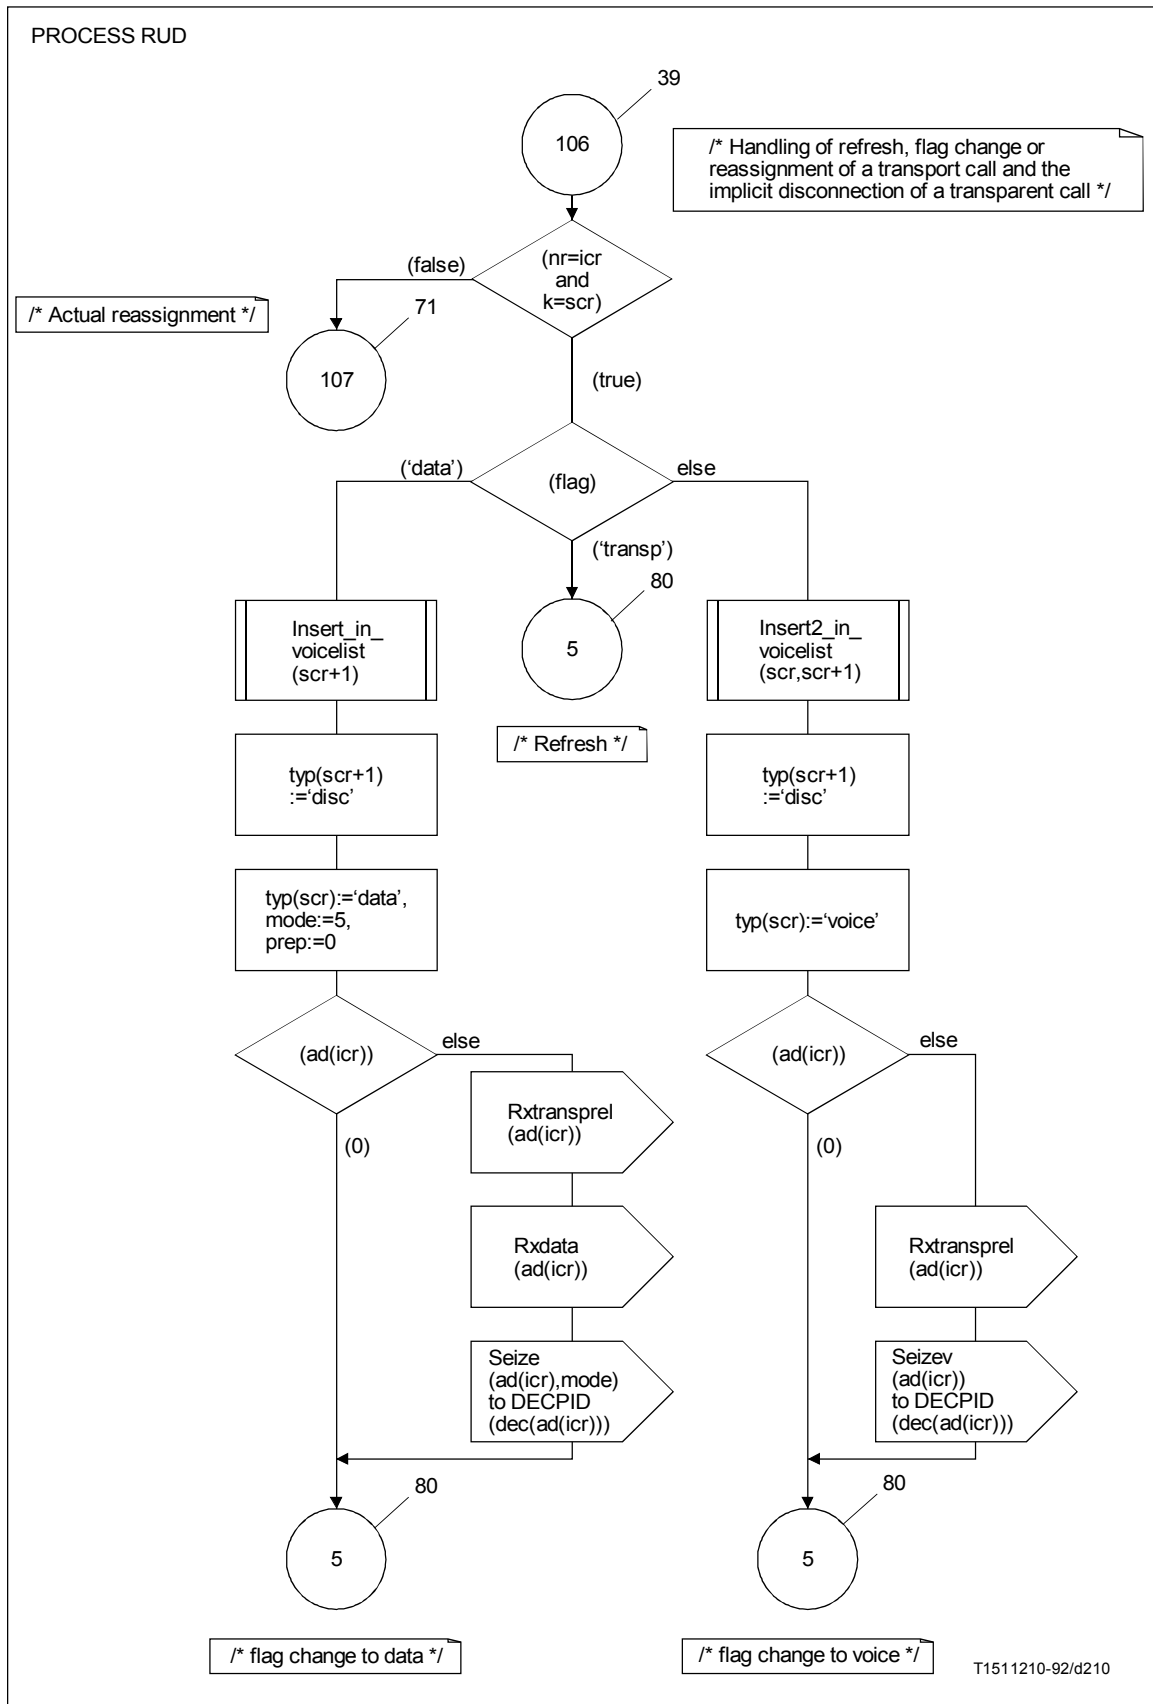 PROCESS RUD
39
106
/* Handling of refresh, flag change or
reassignment of a transport call and the
implicit disconnection of a transparent call */
(nr=icr
and
k=scr)
(false)
/* Actual reassignment */
71
107
(true)
(‘data’)
(flag)
else
(‘transp’)
80
5
/* Refresh */
Insert_in_
voicelist
(scr+1)
Insert2_in_
voicelist
(scr,scr+1)
typ(scr+1)
:=‘disc’
typ(scr+1)
:=‘disc’
typ(scr):=‘data’,
mode:=5,
prep:=0
typ(scr):=‘voice’
(ad(icr))
else
(ad(icr))
else
Rxtransprel
(ad(icr))
(0)
(0)
Rxdata
(ad(icr))
Rxtransprel
(ad(icr))
Seize
(ad(icr),mode)
to DECPID
(dec(ad(icr)))
Seizev
(ad(icr))
to DECPID
(dec(ad(icr)))
80
5
80
5
/* flag change to data */
/* flag change to voice */
T1511210-92/d210